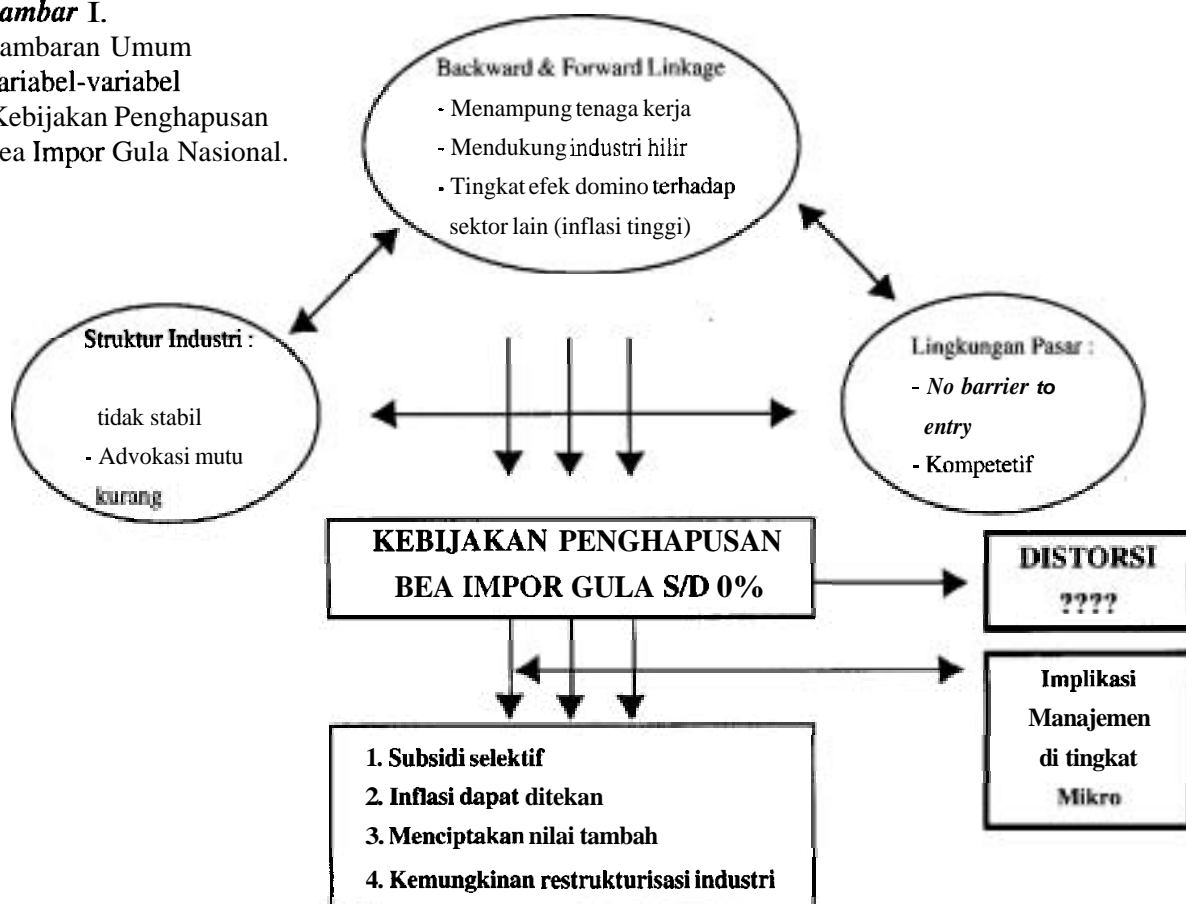 ambar I.
ambaran Umum
ariabel-variabel
Kebijakan Penghapusan
ea Impor Gula Nasional.
Backward & Forward Linkage
- Menampung tenaga kerja
- Mendukung industri hilir
- Tingkat efek domino terhadap
sektor lain (inflasi tinggi)
Struktur Industri :
tidak stabil
- Advokasi mutu
kurang
Lingkungan Pasar :
- No barrier to
entry
- Kompetetif
KEBIJAKAN PENGHAPUSAN
BEA IMPOR GULA S/D 0%
DISTORSI
????
Implikasi
Manajemen
di tingkat
Mikro
1. Subsidi selektif
2. Inflasi dapat ditekan
3. Menciptakan nilai tambah
4. Kemungkinan restrukturisasi industri